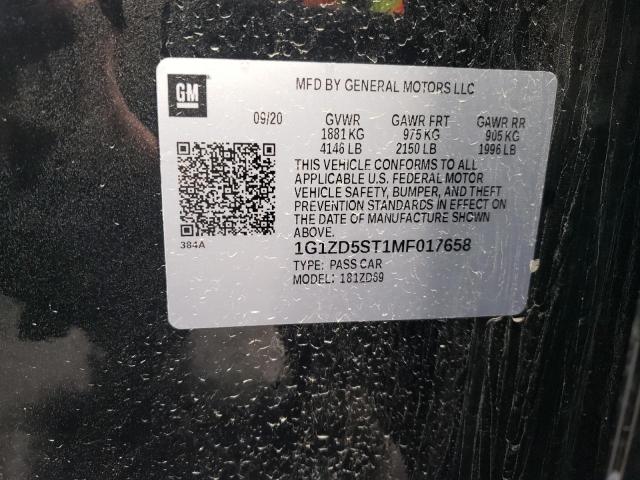 GM
MFD BY GENERAL MOTORS LLC
09/20 GVWR GAWR FRT GAWR RR
1881 KG 975 KG 905 KG
4146 LB 2150 LB 1996 LB
THIS VEHICLE CONFORMS TO ALL
APPLICABLE U.S. FEDERAL MOTOR
VEHICLE SAFETY, BUMPER, AND THEFT
PREVENTION STANDARDS IN EFFECT ON
THE DATE OF MANUFACTURE SHOWN
ABOVE.
384A
1G1ZD5ST1MF017658
TYPE: PASS CAR
MODEL: 181ZD69